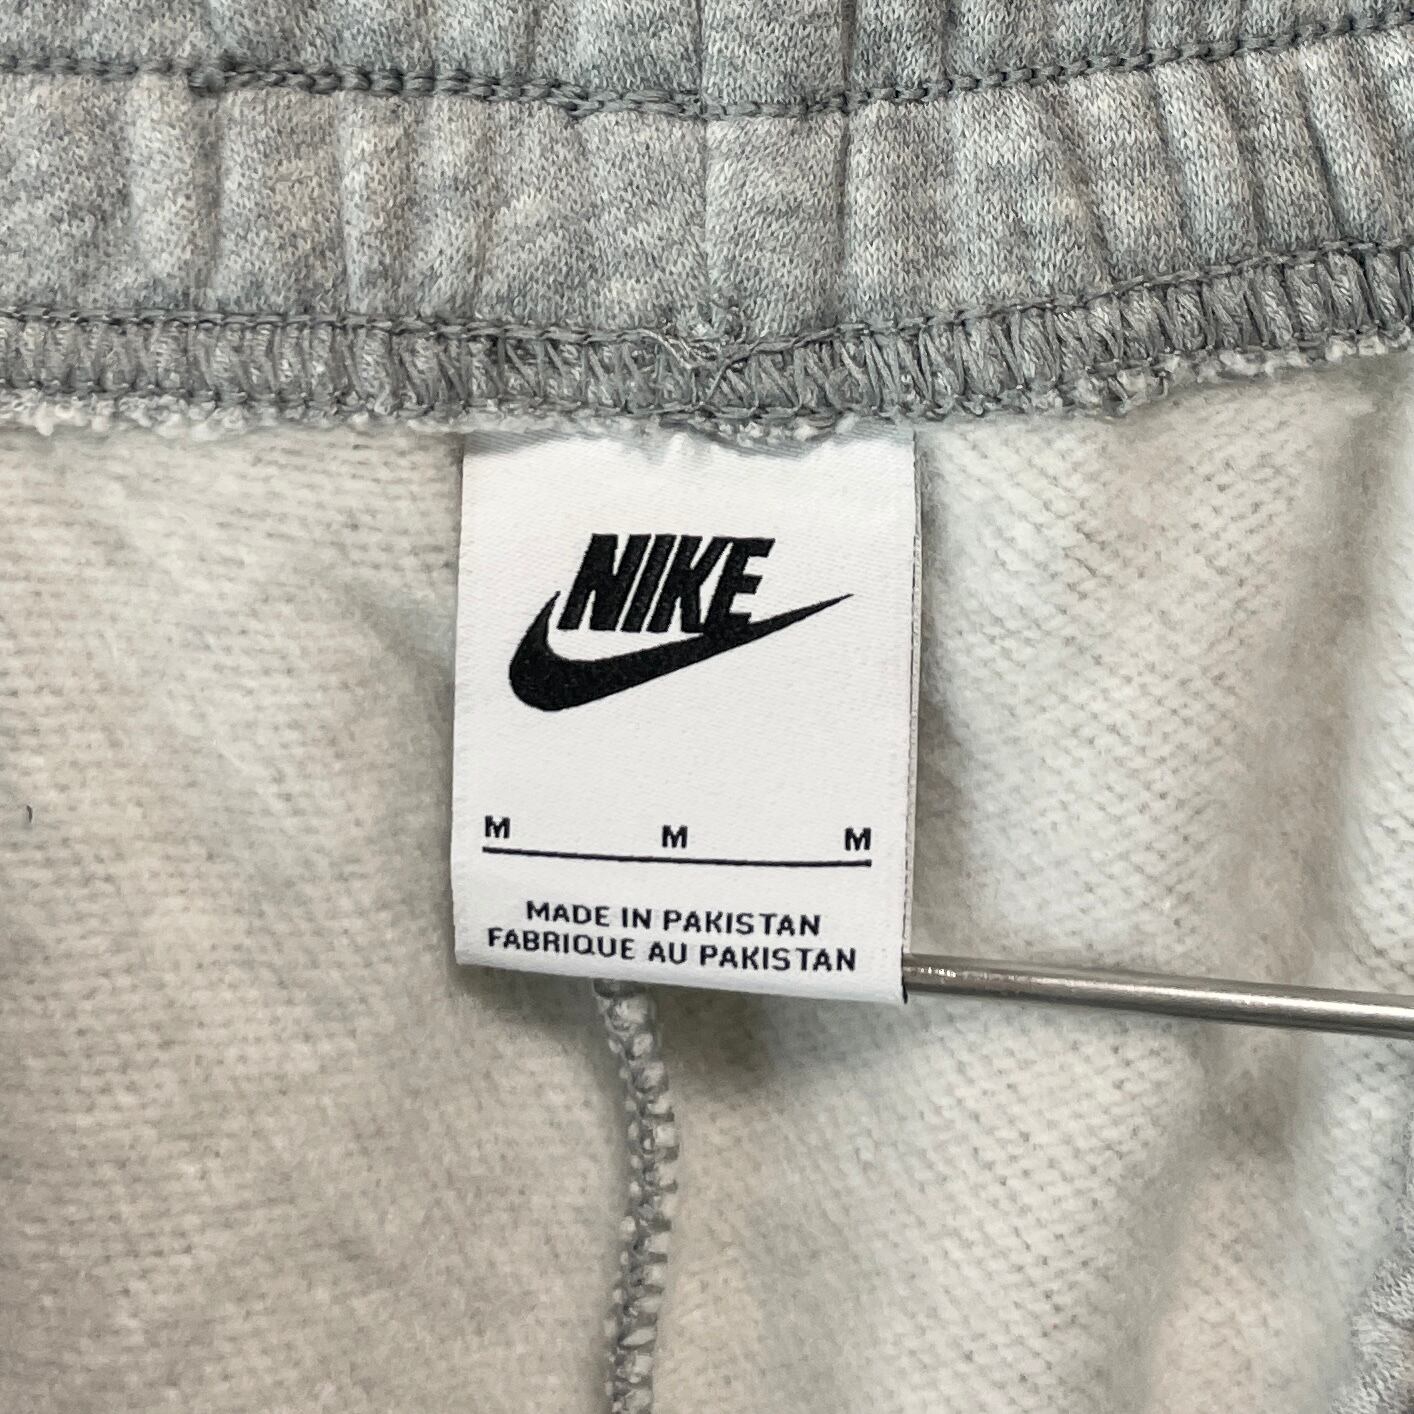 NIKE
M M M
MADE IN PAKISTAN
FABRIQUE AU PAKISTAN